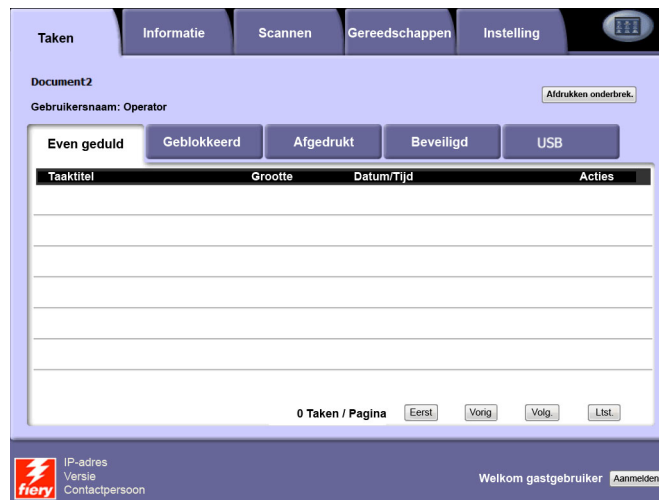 Taken Informatie Scannen Gereedschappen Instelling
Document2
Afdrukken onderbrek.
Gebruikersnaam: Operator
Even geduld Geblokkeerd Afgedrukt Beveiligd USB
Taaktitel Grootte Datum/Tijd Acties
0 Taken / Pagina Eerst Vorig Volg. Ltst.
IP-adres
Versie
Contactpersoon
fiery
Welkom gastgebruiker Aanmelden